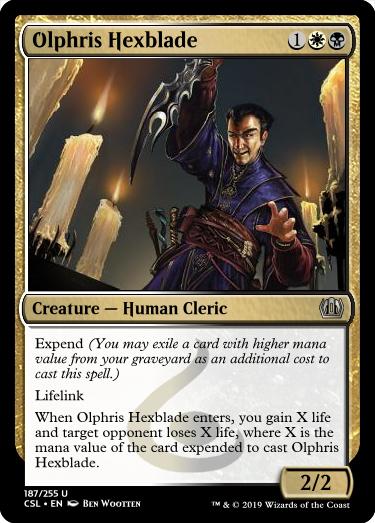 Olphris Hexblade 1
Creature — Human Cleric
Expend (You may exile a card with higher mana
value from your graveyard as an additional cost to
cast this spell.)
Lifelink
When Olphris Hexblade enters, you gain X life
and target opponent loses X life, where X is the
mana value of the card expended to cast Olphris
Hexblade.
2/2
187/255 U
CSL • EN Ben Wootten ™ & © 2019 Wizards of the Coast